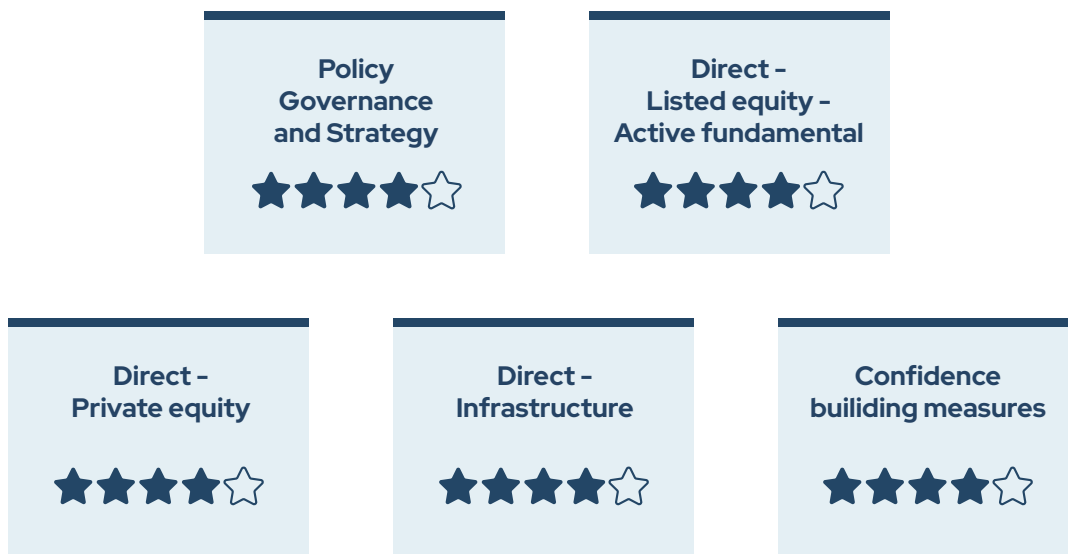 Policy
Governance
and Strategy
Direct -
Listed equity -
Active fundamental
Direct -
Private equity
Direct -
Infrastructure
Confidence
builiding measures